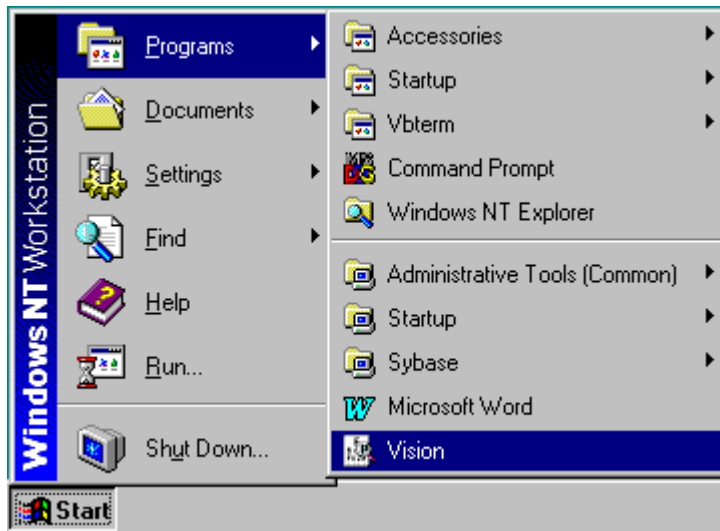 Windows NT Workstation
Programs
Documents
Settings
Find
Help
Run...
Shut Down...
Accessories
Startup
Vbterm
Command Prompt
Windows NT Explorer
Administrative Tools (Common)
Startup
Sybase
Microsoft Word
Vision
Start